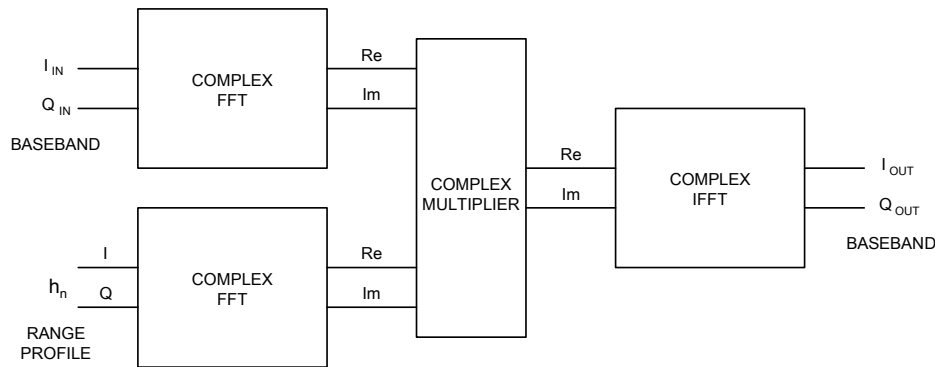 I IN
Q IN
BASEBAND
COMPLEX
FFT
Re
Im
COMPLEX
MULTIPLIER
Re
Im
COMPLEX
IFFT
I OUT
Q OUT
BASEBAND
I
hn
Q
RANGE
PROFILE
COMPLEX
FFT
Re
Im